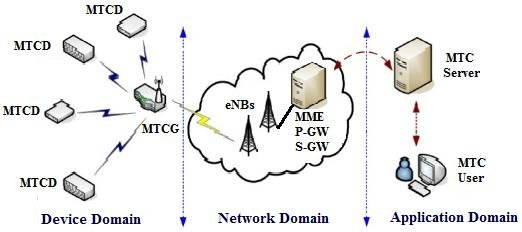 MTCD
MTCD
MTCD
MTCD
MTCG
eNBs
MME
P-GW
S-GW
MTC
Server
MTC
User
Device Domain
Network Domain
Application Domain